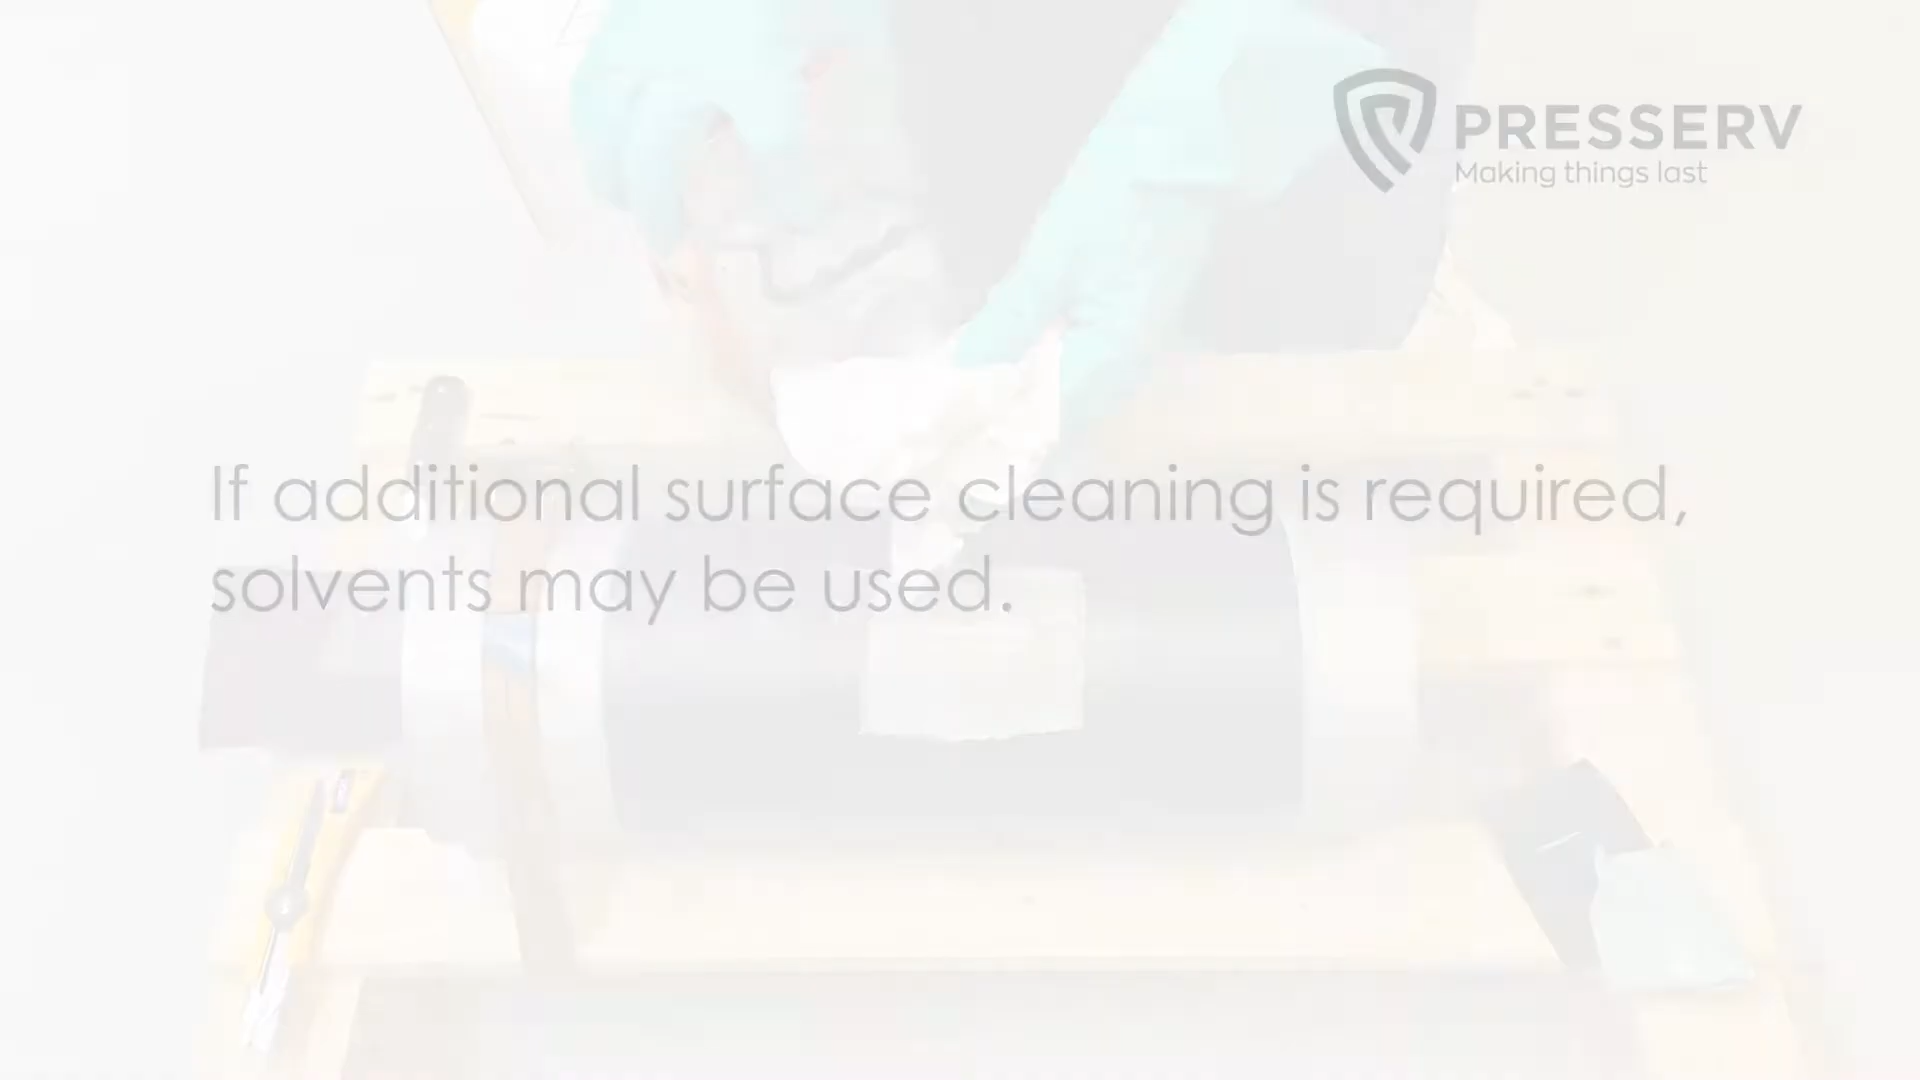 PRESSERV
Making things last
If additional surface cleaning is required,
solvents may be used.